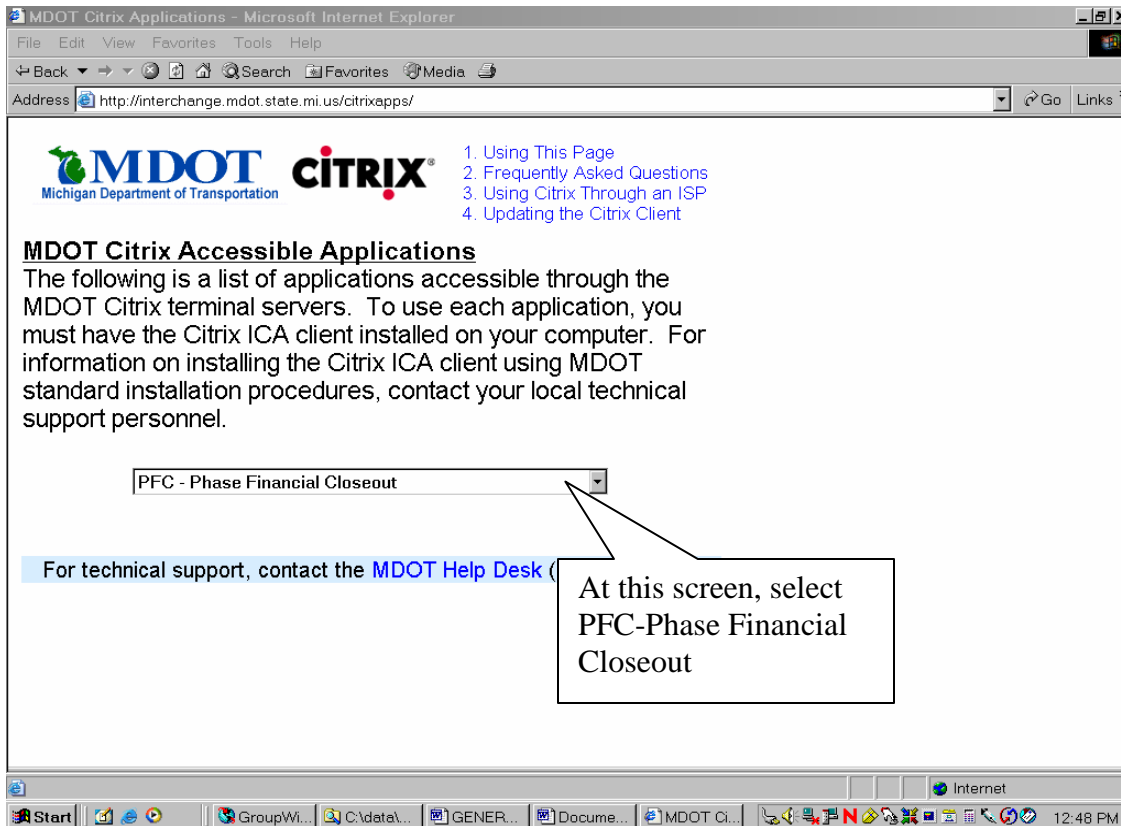 MDOT Citrix Applications - Microsoft Internet Explorer
File Edit View Favorites Tools Help
Back Search Favorites Media
Address http://interchange.mdot.state.mi.us/citrixapps/ Go Links
MDOT
Michigan Department of Transportation
CİTRIX®
1. Using This Page
2. Frequently Asked Questions
3. Using Citrix Through an ISP
4. Updating the Citrix Client
MDOT Citrix Accessible Applications
The following is a list of applications accessible through the
MDOT Citrix terminal servers. To use each application, you
must have the Citrix ICA client installed on your computer. For
information on installing the Citrix ICA client using MDOT
standard installation procedures, contact your local technical
support personnel.
PFC - Phase Financial Closeout
For technical support, contact the MDOT Help Desk (
At this screen, select
PFC-Phase Financial
Closeout
Internet
Start GroupWi... C:\data\... GENER... Docume... MDOT Ci... N 12:48 PM